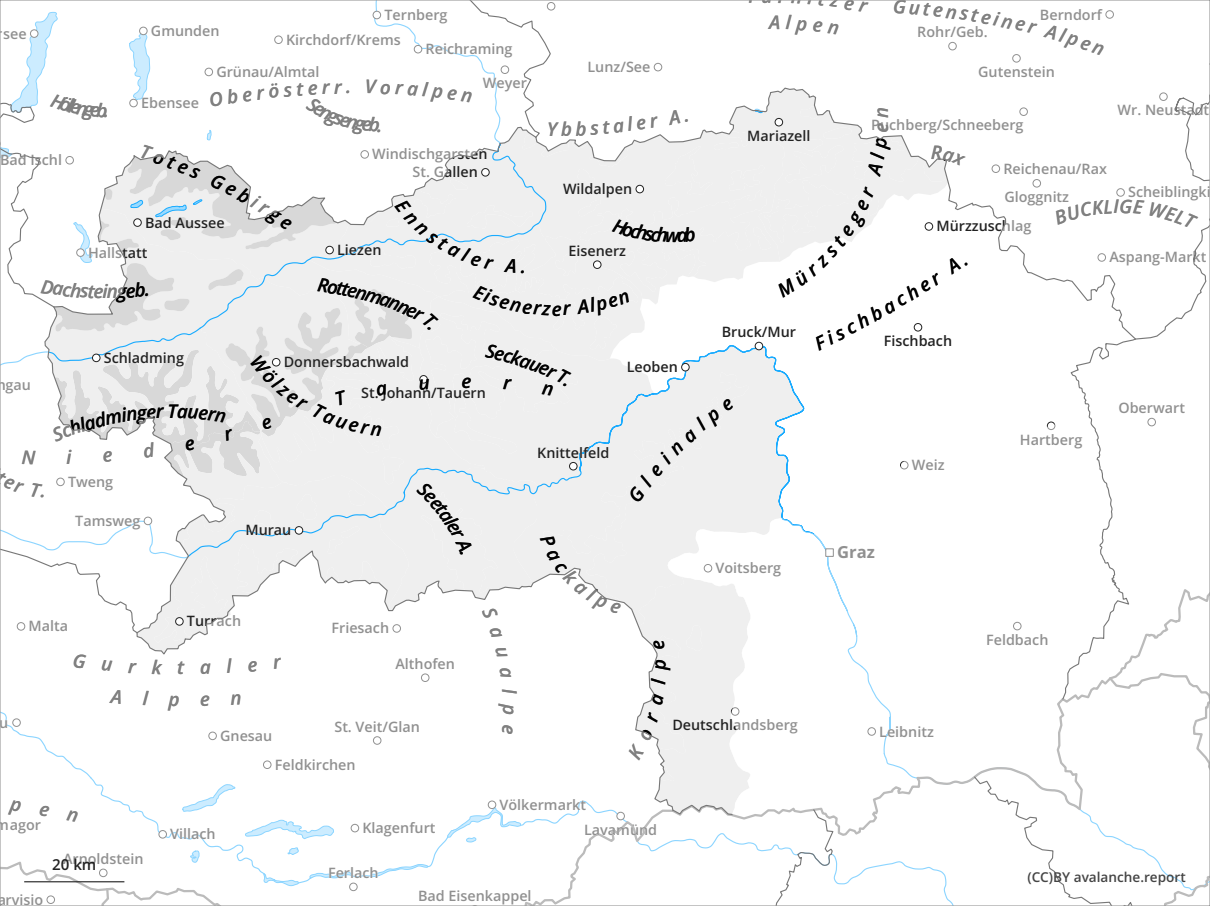 Ternberg
Gutensteiner Alpen
Berndorf
Alpen
Gmunden
Kirchdorf/Krems
Reichraming
Rohr/Geb.
Grünau/Almtal
Weyer
Lunz/See
Gutenstein
Oberösterr. Voralpen
Ebensee
Höllengeb.
Sengsengeb.
Ybbstaler A.
Mariazell
Puchberg/Schneeberg
Wr. Neustadt
Bad Ischl
Windischgarsten
St. Gallen
Rax
Reichenau/Rax
Gloggnitz
Totes Gebirge
Wildalpen
Scheiblingki
Bad Aussee
Ennstaler A.
Hochschwab
Mürzsteger Alpen
Mürzzuschlag
BUCKLIGE WELT
Hallstatt
Liezen
Eisenerz
Aspang-Markt
Dachsteingeb.
Rottenmanner T.
Eisenerzer Alpen
Fischbacher A.
Bruck/Mur
Fischbach
Schladming
Donnersbachwald
Seckauer T.
Leoben
St. Johann/Tauern
Wölzer Tauern
Schladminger Tauern
Niedere Tauern
Gleinalpe
Oberwart
Hartberg
Knittelfeld
Weiz
ter T.
Tweng
Seetaler A.
Tamsweg
Murau
Packalpe
Graz
Voitsberg
Malta
Turrach
Friesach
Saualpe
Feldbach
Gurktaler
Alpen
Althofen
Koralpe
St. Veit/Glan
Deutschlandsberg
Gnesau
Leibnitz
Feldkirchen
Völkermarkt
Villach
Klagenfurt
Lavamünd
Arnoldstein
20 km
Ferlach
(CC)BY avalanche.report
Bad Eisenkappel